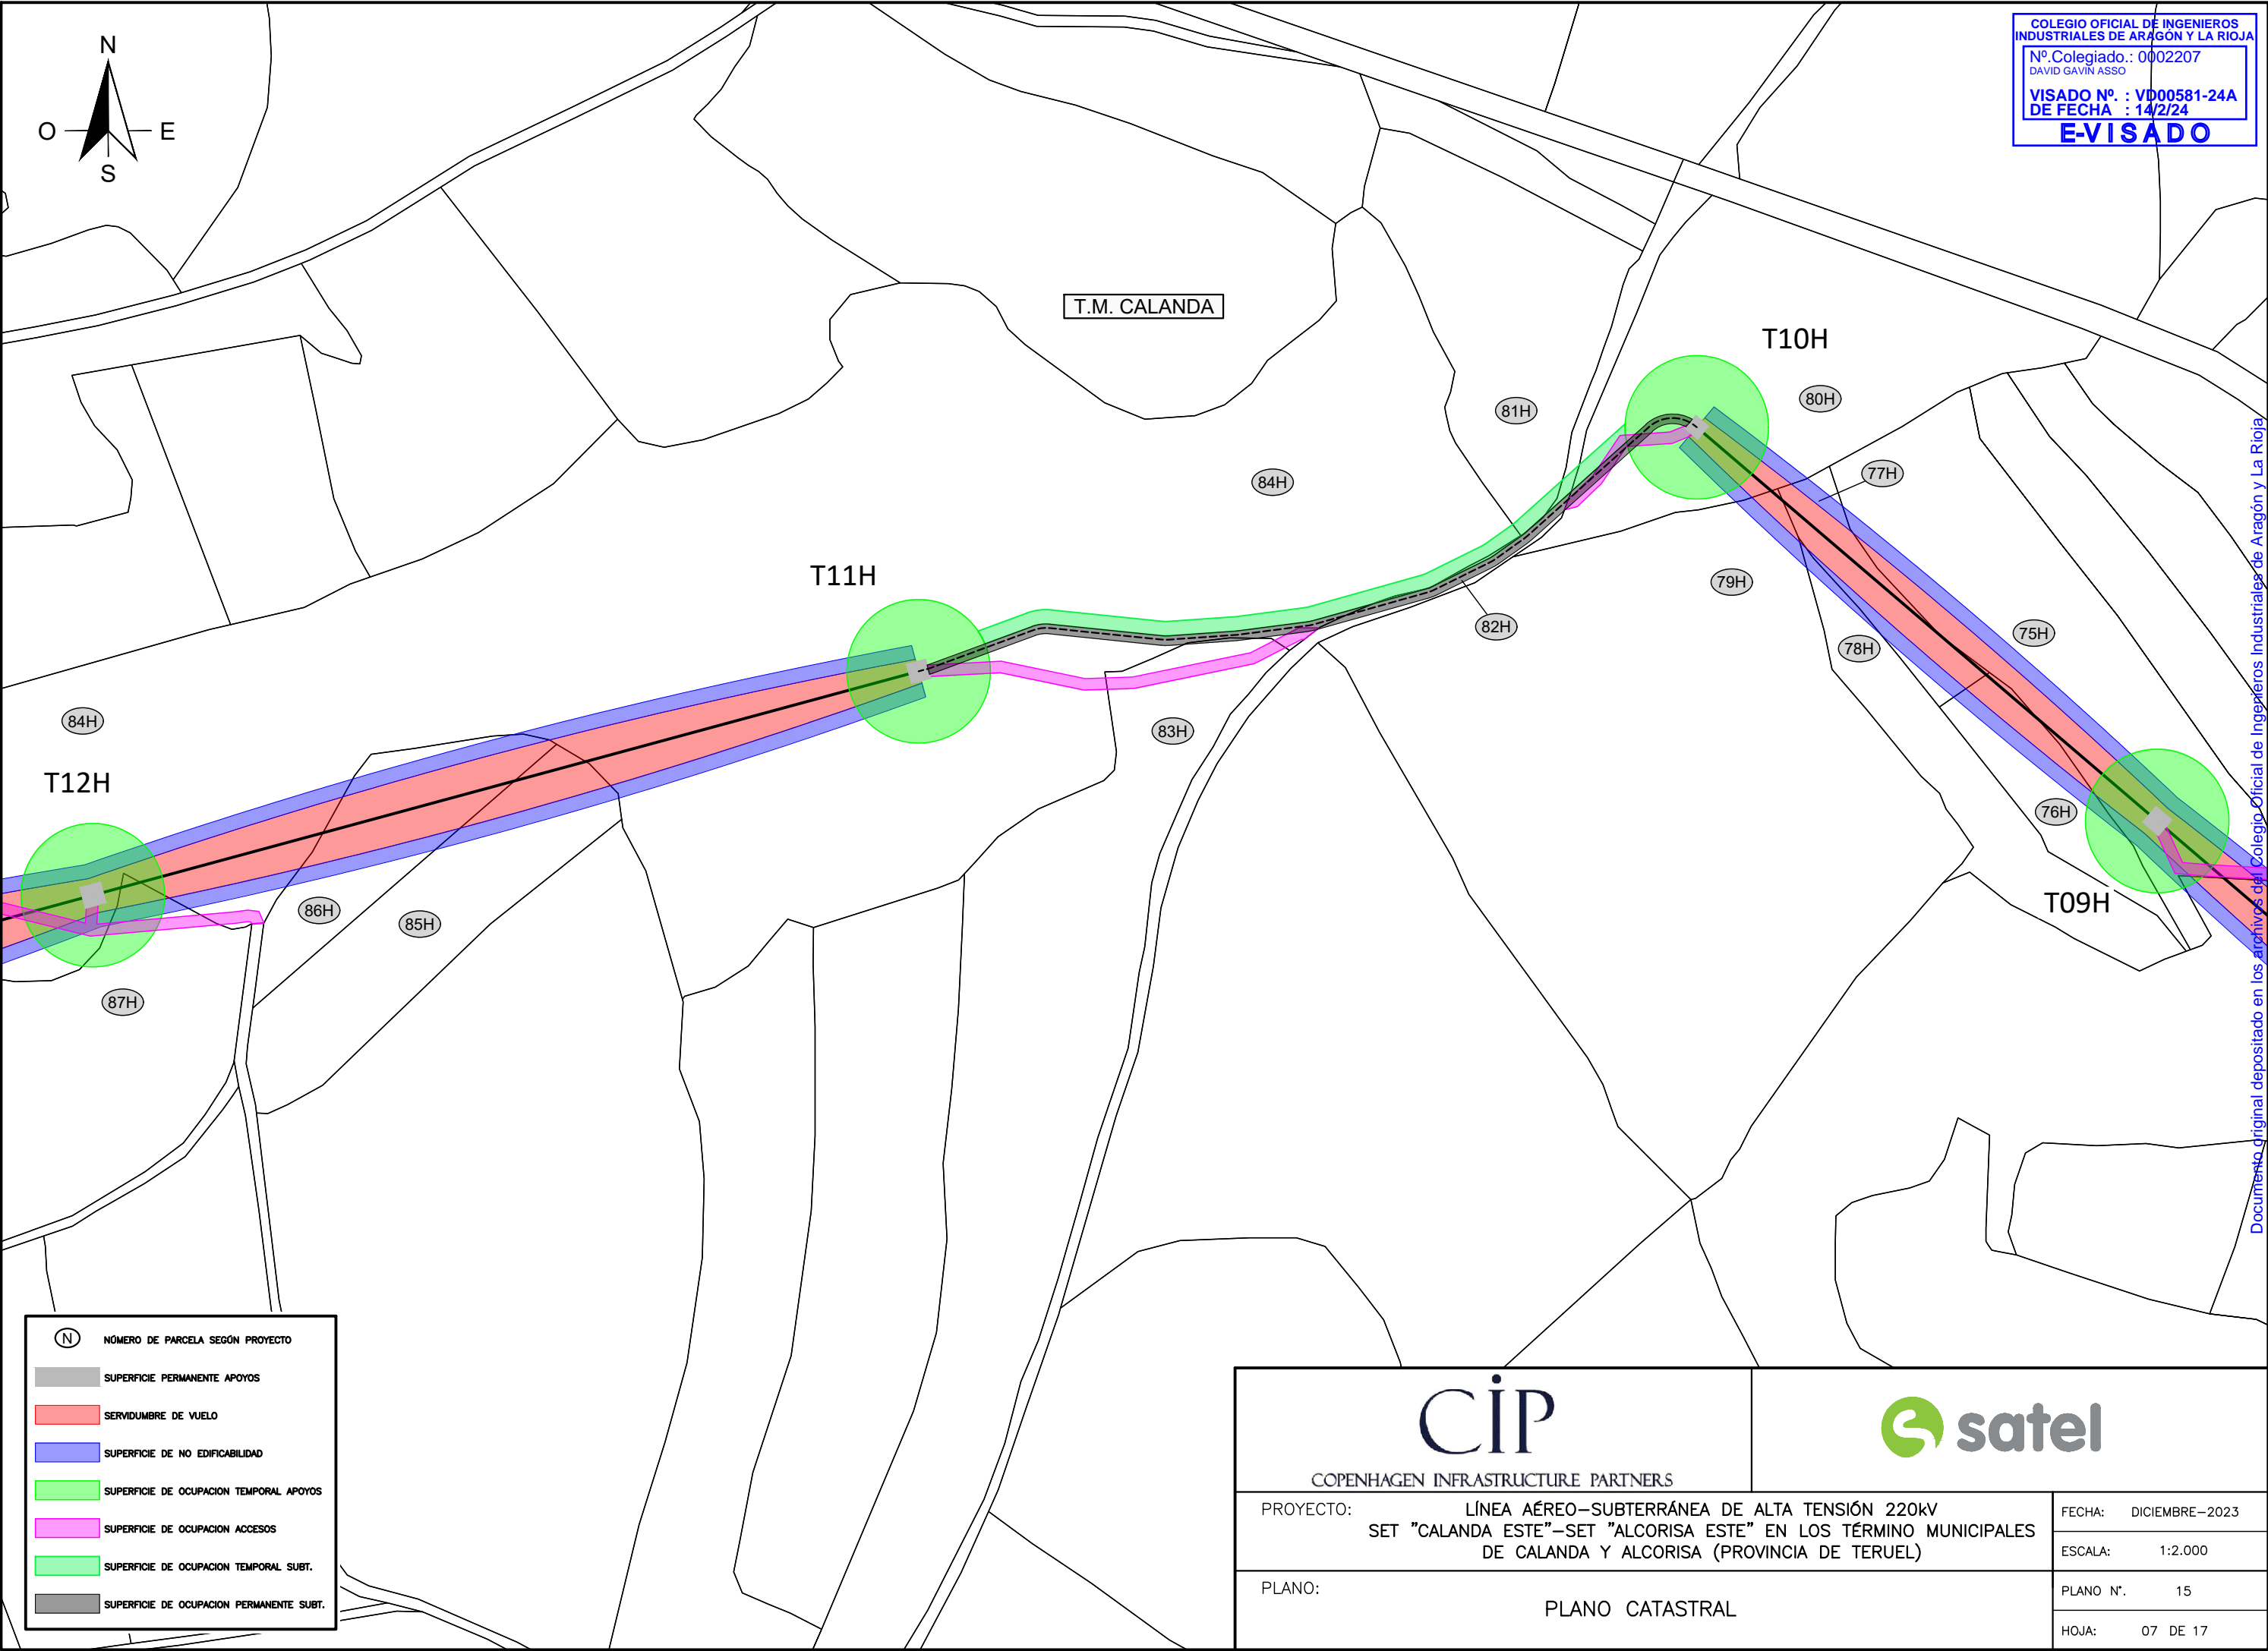 N
O
E
S
COLEGIO OFICIAL DE INGENIEROS
INDUSTRIALES DE ARAGÓN Y LA RIOJA
Nº.Colegiado.: 0002207
DAVID GAVÍN ASSO
VISADO Nº. : VD00581-24A
DE FECHA : 14/2/24
E-VISADO
T.M. CALANDA
T10H
80H
81H
77H
84H
T11H
79H
82H
75H
78H
84H
83H
T12H
76H
T09H
86H
85H
87H
Documento original depositado en los archivos del Colegio Oficial de Ingenieros Industriales de Aragón y La Rioja
N NÚMERO DE PARCELA SEGÚN PROYECTO
SUPERFICIE PERMANENTE APOYOS
SERVIDUMBRE DE VUELO
SUPERFICIE DE NO EDIFICABILIDAD
SUPERFICIE DE OCUPACION TEMPORAL APOYOS
SUPERFICIE DE OCUPACION ACCESOS
SUPERFICIE DE OCUPACION TEMPORAL SUBT.
SUPERFICIE DE OCUPACION PERMANENTE SUBT.
CIP
COPENHAGEN INFRASTRUCTURE PARTNERS
satel
PROYECTO: LÍNEA AÉREO-SUBTERRÁNEA DE ALTA TENSIÓN 220kV
SET "CALANDA ESTE"-SET "ALCORISA ESTE" EN LOS TÉRMINO MUNICIPALES
DE CALANDA Y ALCORISA (PROVINCIA DE TERUEL)
PLANO:
PLANO CATASTRAL
FECHA: DICIEMBRE-2023
ESCALA: 1:2.000
PLANO Nº. 15
HOJA: 07 DE 17